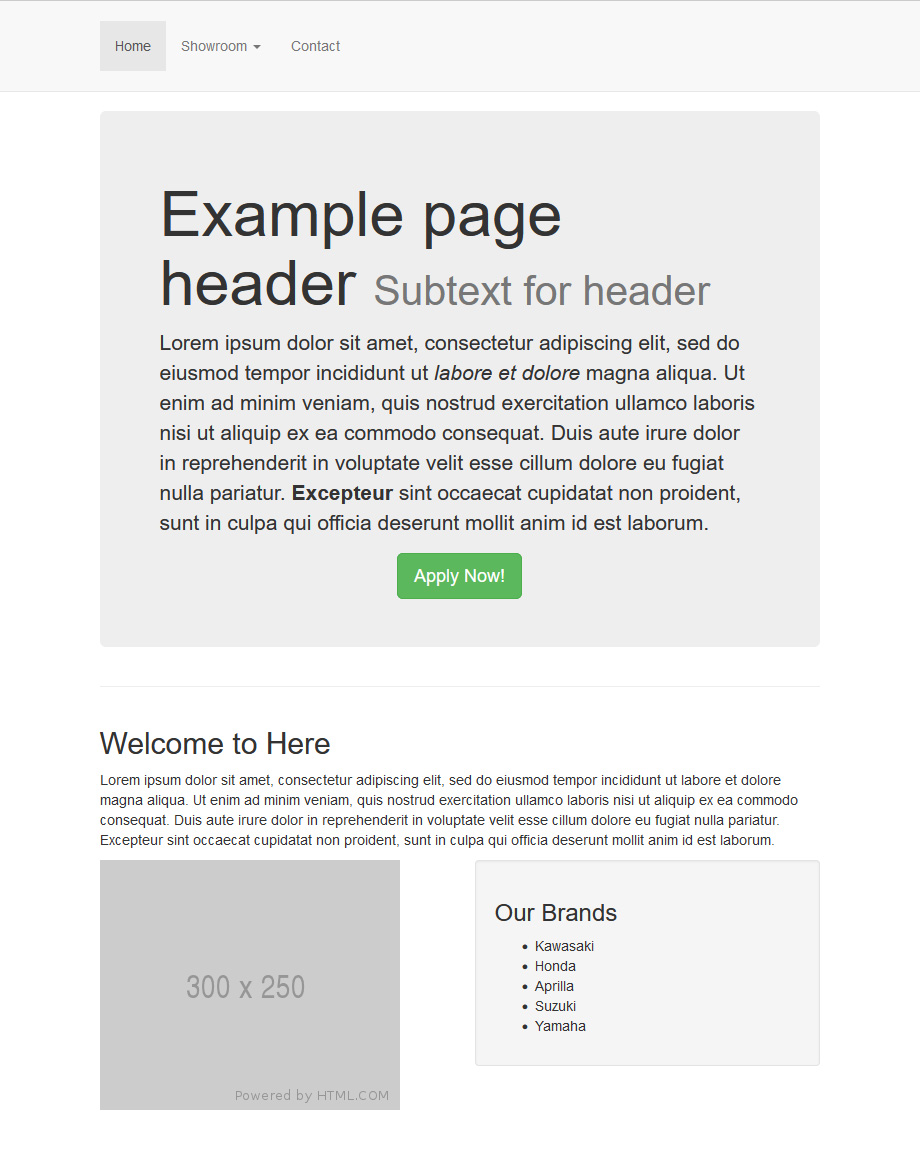 Home Showroom Contact
Example page
header Subtext for header
Lorem ipsum dolor sit amet, consectetur adipiscing elit, sed do
eiusmod tempor incididunt ut labore et dolore magna aliqua. Ut
enim ad minim veniam, quis nostrud exercitation ullamco laboris
nisi ut aliquip ex ea commodo consequat. Duis aute irure dolor
in reprehenderit in voluptate velit esse cillum dolore eu fugiat
nulla pariatur. Excepteur sint occaecat cupidatat non proident,
sunt in culpa qui officia deserunt mollit anim id est laborum.
Apply Now!
Welcome to Here
Lorem ipsum dolor sit amet, consectetur adipiscing elit, sed do eiusmod tempor incididunt ut labore et dolore
magna aliqua. Ut enim ad minim veniam, quis nostrud exercitation ullamco laboris nisi ut aliquip ex ea commodo
consequat. Duis aute irure dolor in reprehenderit in voluptate velit esse cillum dolore eu fugiat nulla pariatur.
Excepteur sint occaecat cupidatat non proident, sunt in culpa qui officia deserunt mollit anim id est laborum.
300 x 250
Powered by HTML.COM
Our Brands
Kawasaki
Honda
Aprilla
Suzuki
Yamaha